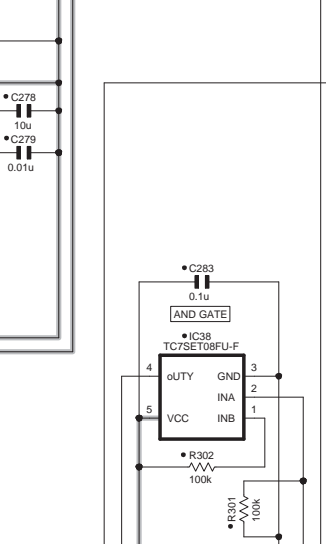 C278
10u
C279
0.01u
C283
0.1u
AND GATE
IC38
TC7SET08FU-F
4 oUTY GND 3
INA 2
5 VCC INB 1
R302
100k
R301
100k